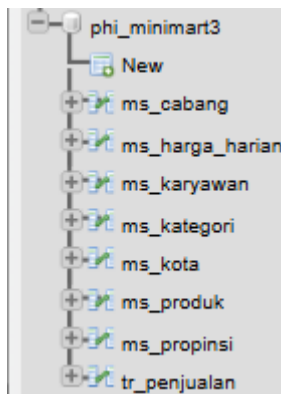 phi_minimart3
New
ms_cabang
ms_harga_harian
ms_karyawan
ms_kategori
ms_kota
ms_produk
ms_propinsi
tr_penjualan